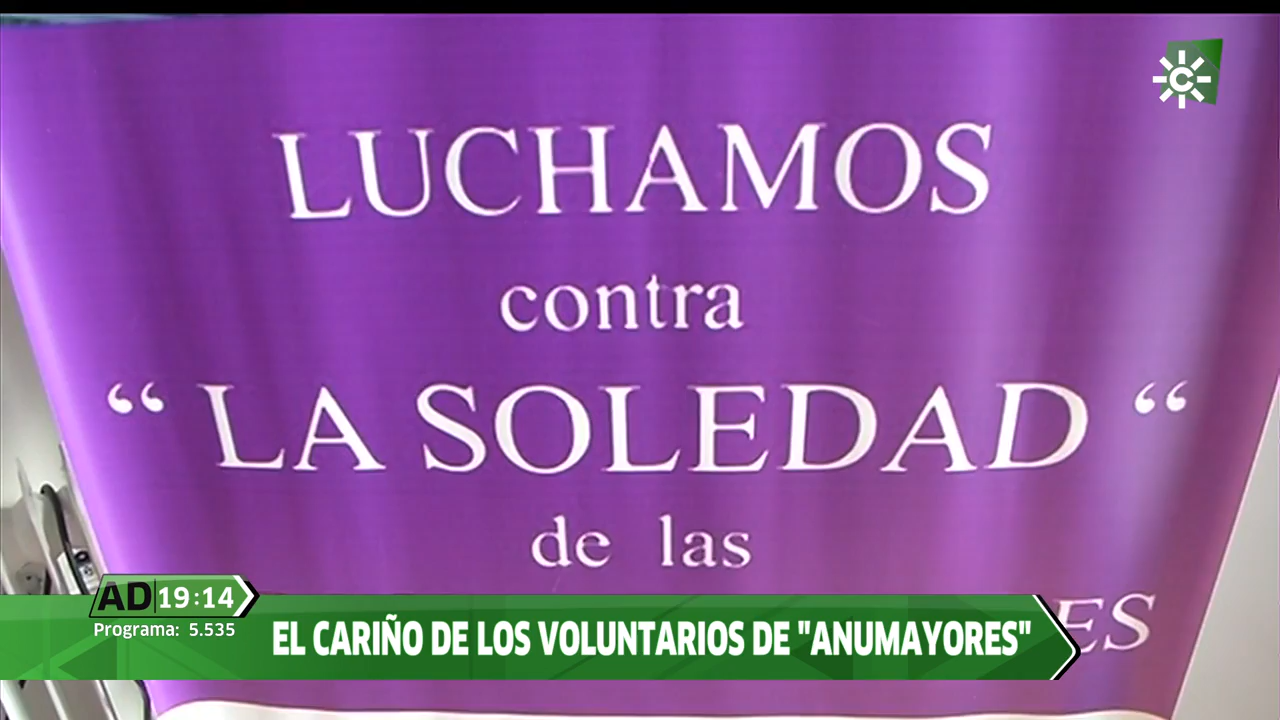 LUCHAMOS
contra
“ LA SOLEDAD “
de las
ES
AD 19:14
Programa: 5.535
EL CARIÑO DE LOS VOLUNTARIOS DE "ANUMAYORES"
C